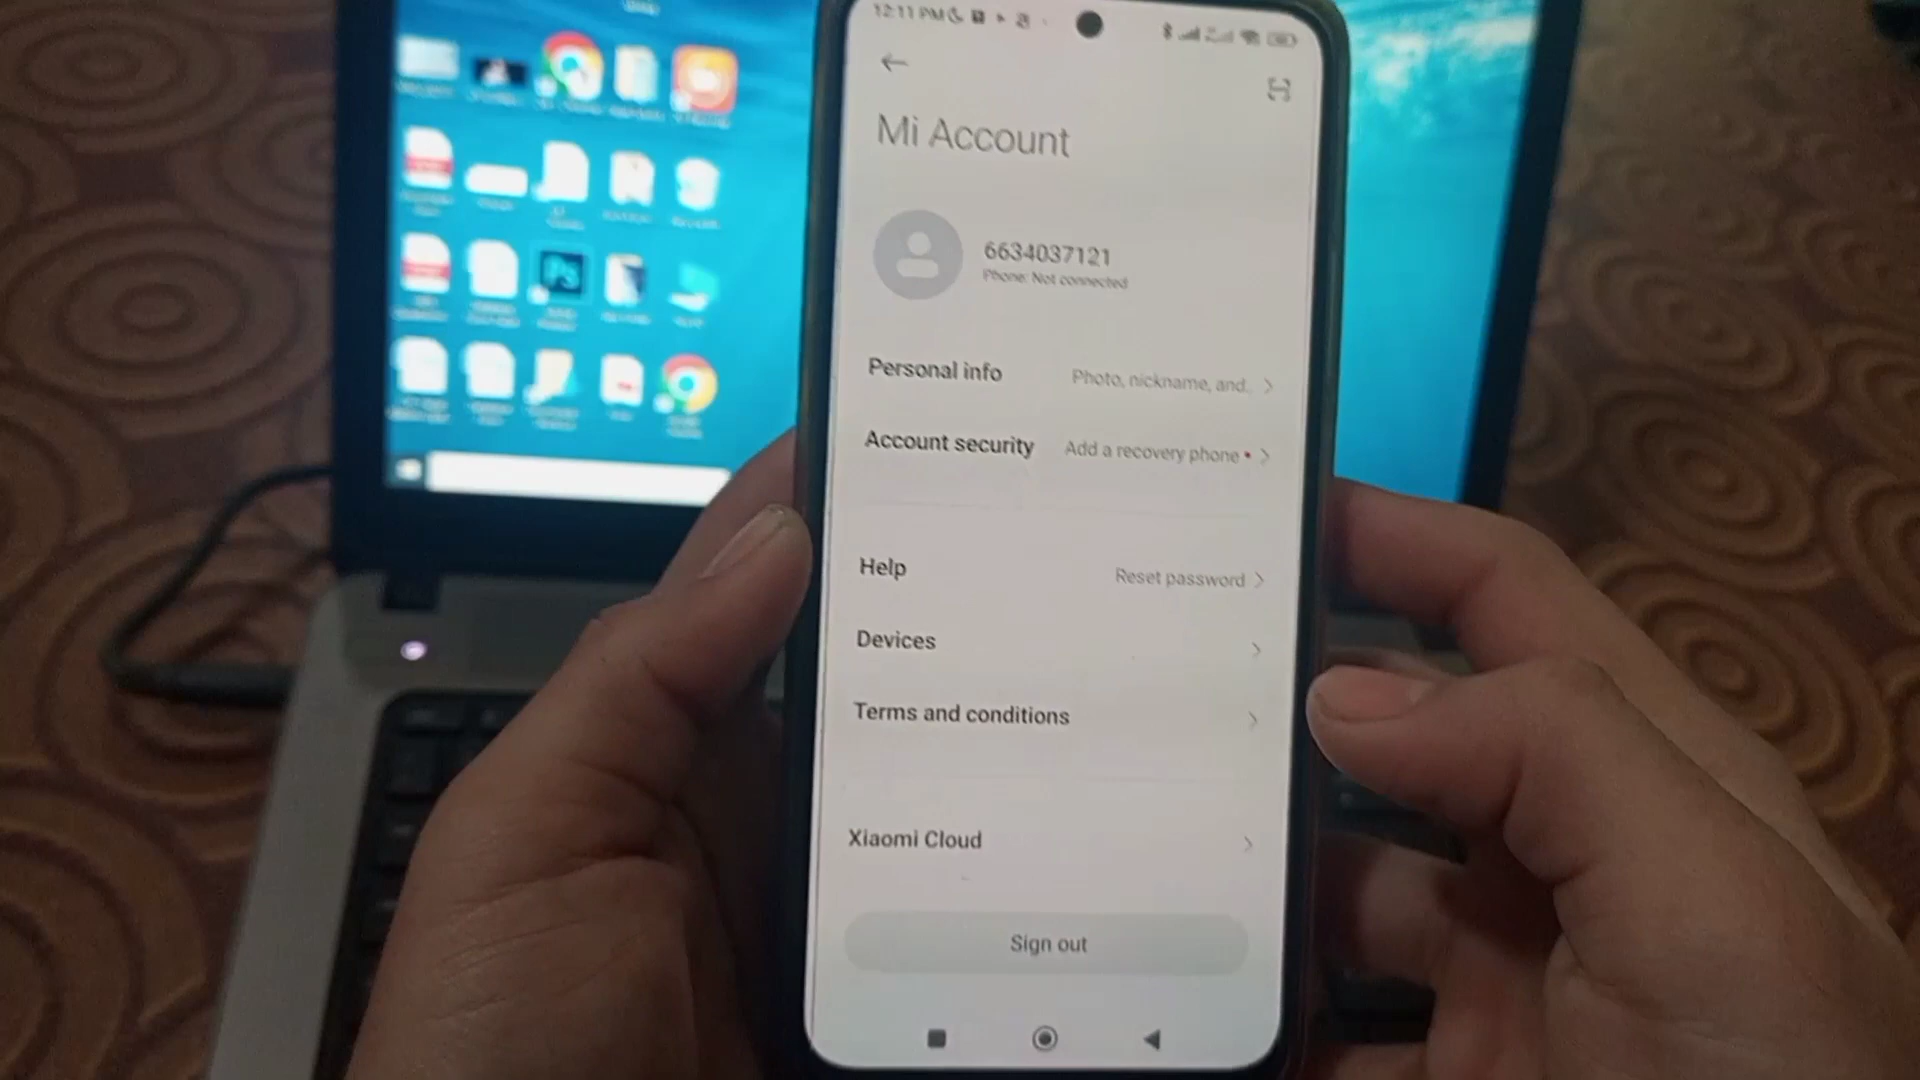 12:11 PM
Mi Account
6634037121
Phone: Not connected
Personal info Photo, nickname, and..
Account security Add a recovery phone
Help Reset password
Devices
Terms and conditions
Xiaomi Cloud
Sign out
Ps